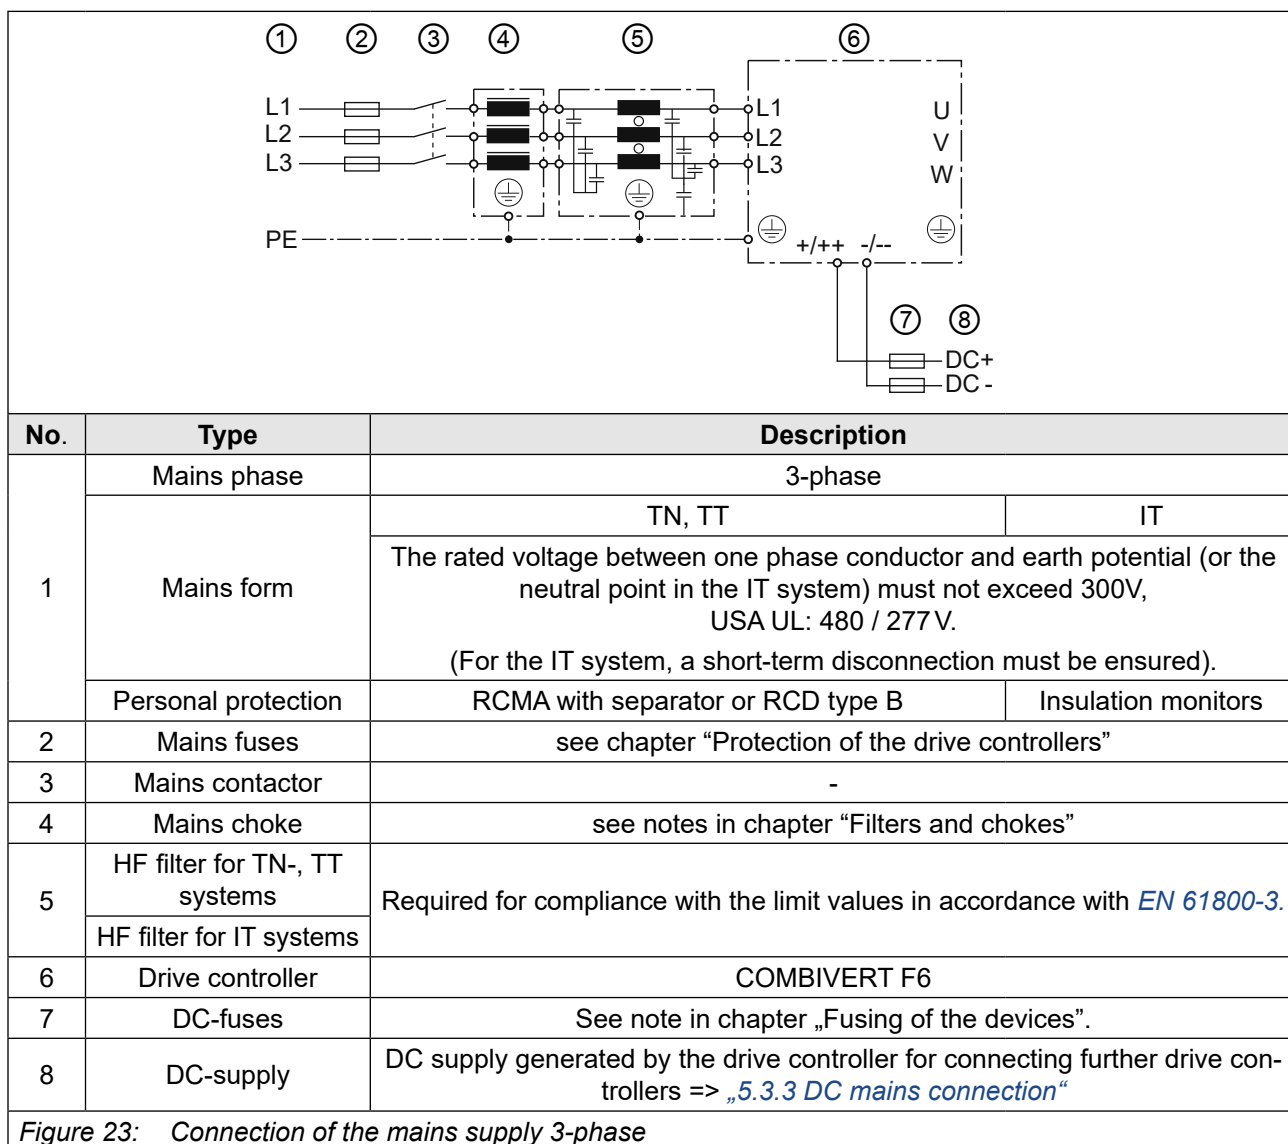 ① ② ③ ④ ⑤ ⑥
L1 L1 U
L2 L2 V
L3 L3 W
PE +/++ -/--
⑦ ⑧
DC+
DC -
No. Type Description
1 Mains phase 3-phase
Mains form TN, TT IT
The rated voltage between one phase conductor and earth potential (or the
neutral point in the IT system) must not exceed 300V,
USA UL: 480 / 277 V.
(For the IT system, a short-term disconnection must be ensured).
Personal protection RCMA with separator or RCD type B Insulation monitors
2 Mains fuses see chapter “Protection of the drive controllers”
3 Mains contactor -
4 Mains choke see notes in chapter “Filters and chokes”
5 HF filter for TN-, TT
systems
HF filter for IT systems
Required for compliance with the limit values in accordance with EN 61800-3.
6 Drive controller COMBIVERT F6
7 DC-fuses See note in chapter „Fusing of the devices”.
8 DC-supply DC supply generated by the drive controller for connecting further drive con-
trollers => „5.3.3 DC mains connection“
Figure 23: Connection of the mains supply 3-phase